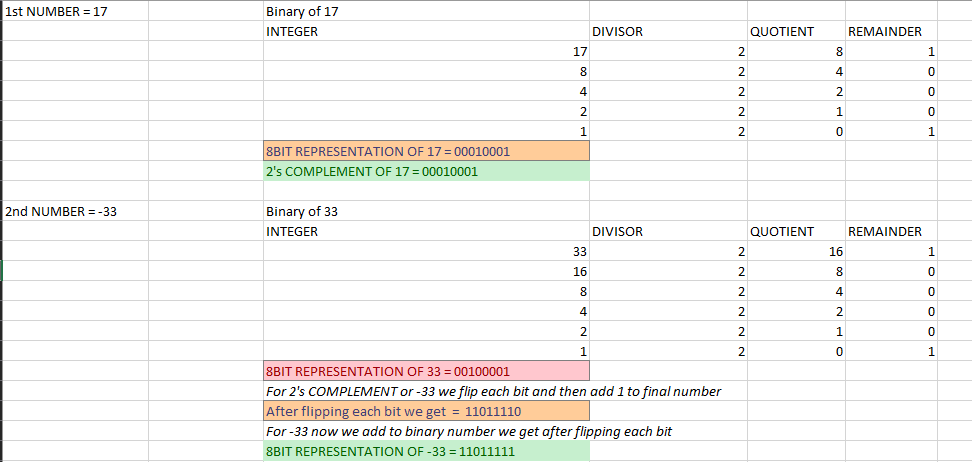 1st NUMBER = 17 Binary of 17
INTEGER DIVISOR QUOTIENT REMAINDER
17 2 8 1
8 2 4 0
4 2 2 0
2 2 1 0
1 2 0 1
8BIT REPRESENTATION OF 17 = 00010001
2's COMPLEMENT OF 17 = 00010001
2nd NUMBER = -33 Binary of 33
INTEGER DIVISOR QUOTIENT REMAINDER
33 2 16 1
16 2 8 0
8 2 4 0
4 2 2 0
2 2 1 0
1 2 0 1
8BIT REPRESENTATION OF 33 = 00100001
For 2's COMPLEMENT or -33 we flip each bit and then add 1 to final number
After flipping each bit we get = 11011110
For -33 now we add to binary number we get after flipping each bit
8BIT REPRESENTATION OF -33 = 11011111